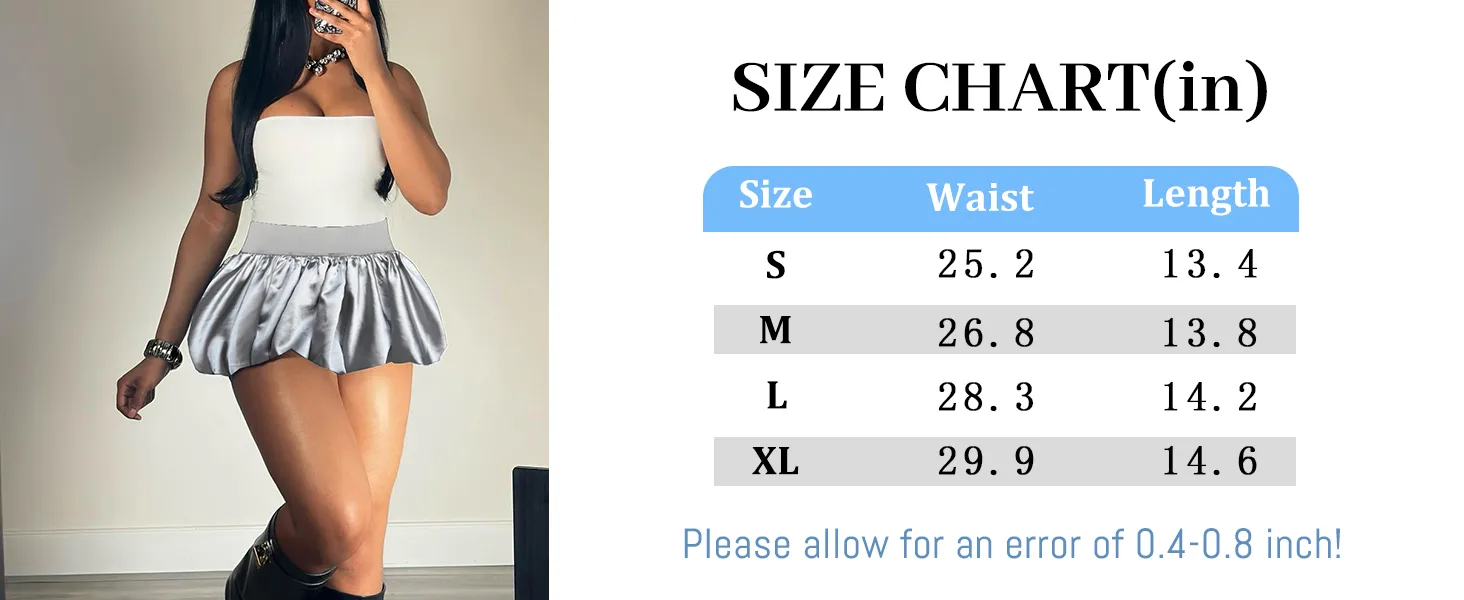 SIZE CHART(in)
Size Waist Length
S 25.2 13.4
M 26.8 13.8
L 28.3 14.2
XL 29.9 14.6
Please allow for an error of 0.4-0.8 inch!